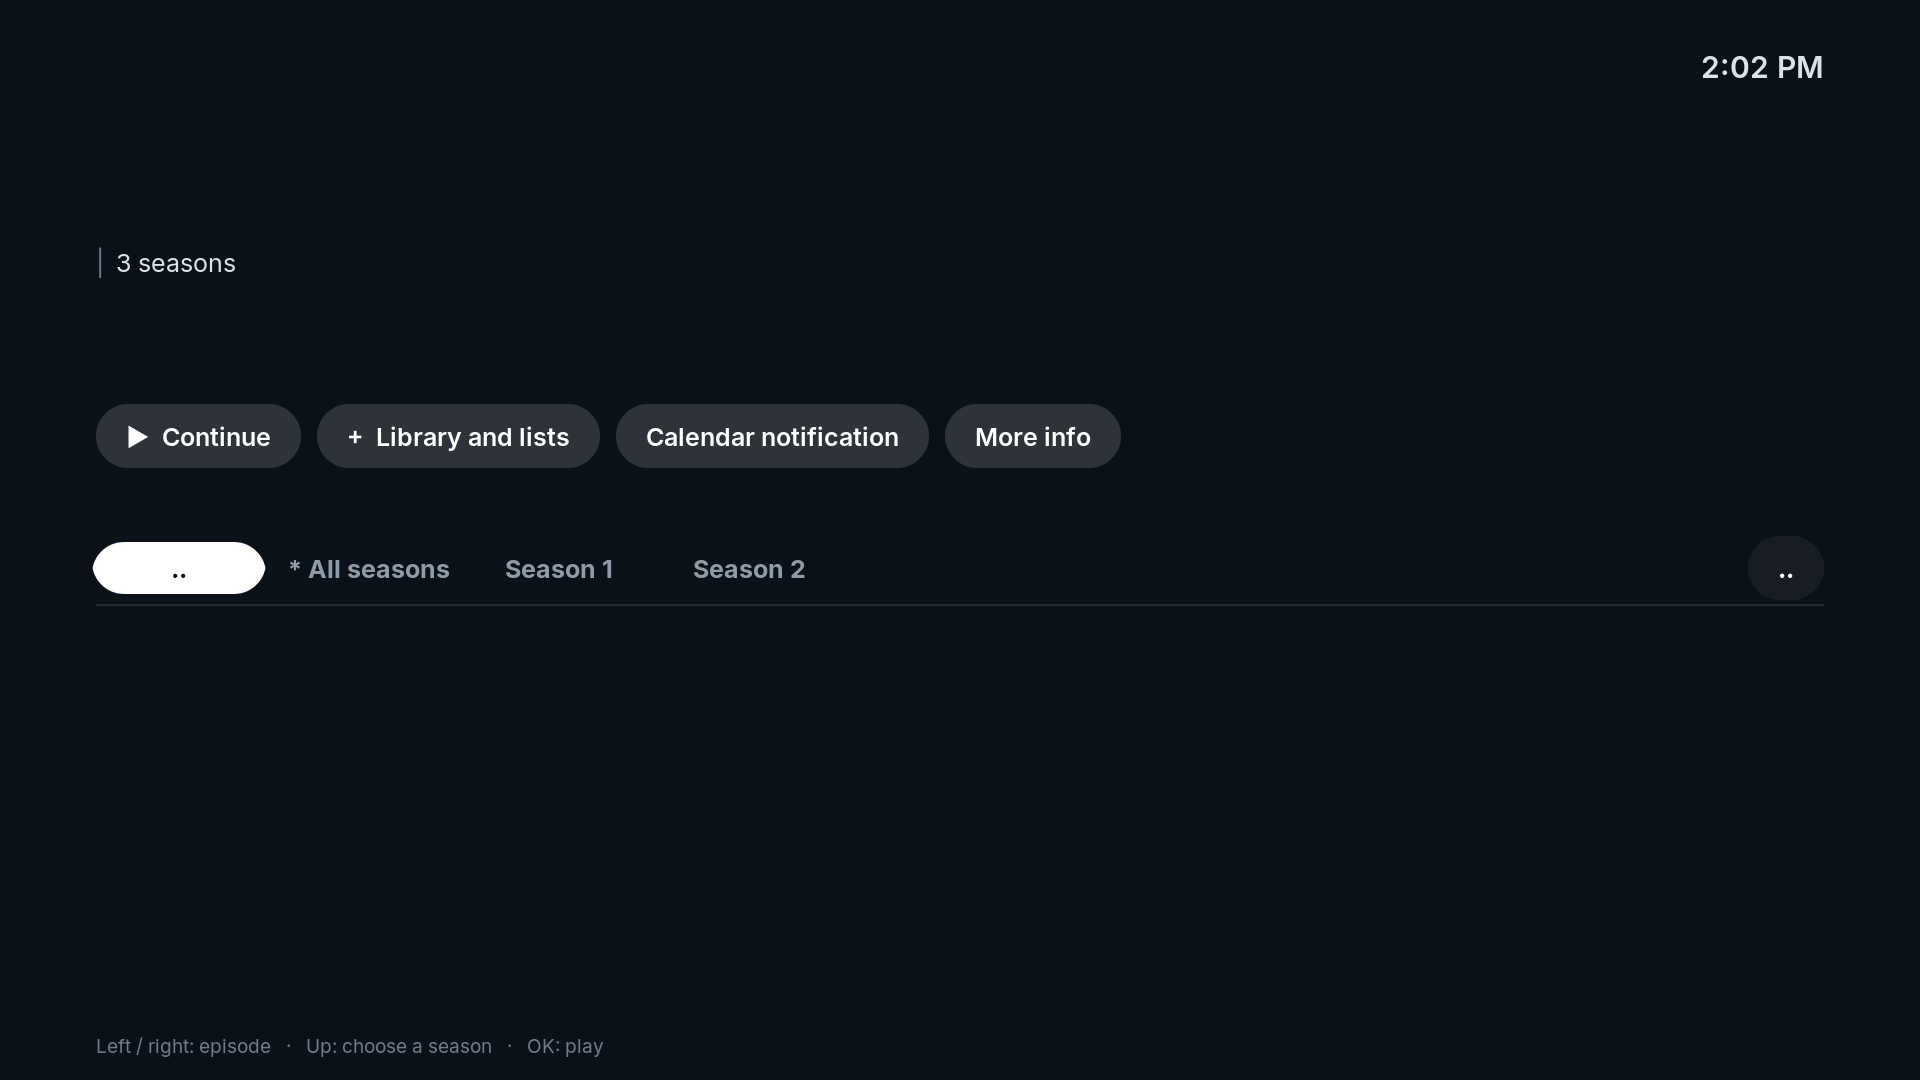 2:02 PM
3 seasons
▶ Continue
+ Library and lists
Calendar notification
More info
..
* All seasons
Season 1
Season 2
..
Left / right: episode · Up: choose a season · OK: play